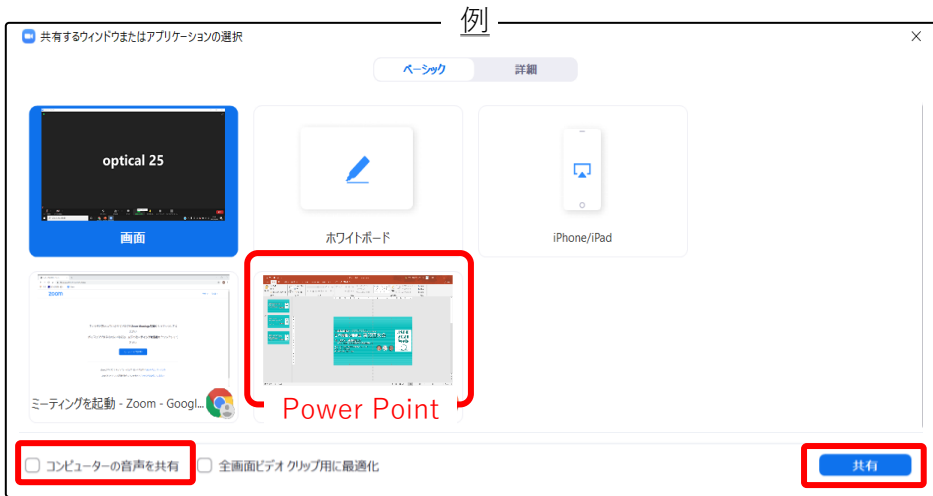 例
共有するウィンドウまたはアプリケーションの選択
ベーシック
詳細
optical 25
画面
ホワイトボード
iPhone/iPad
zoom
ミーティングを起動 - Zoom - Googl...
Power Point
コンピューターの音声を共有
全画面ビデオ クリップ用に最適化
共有